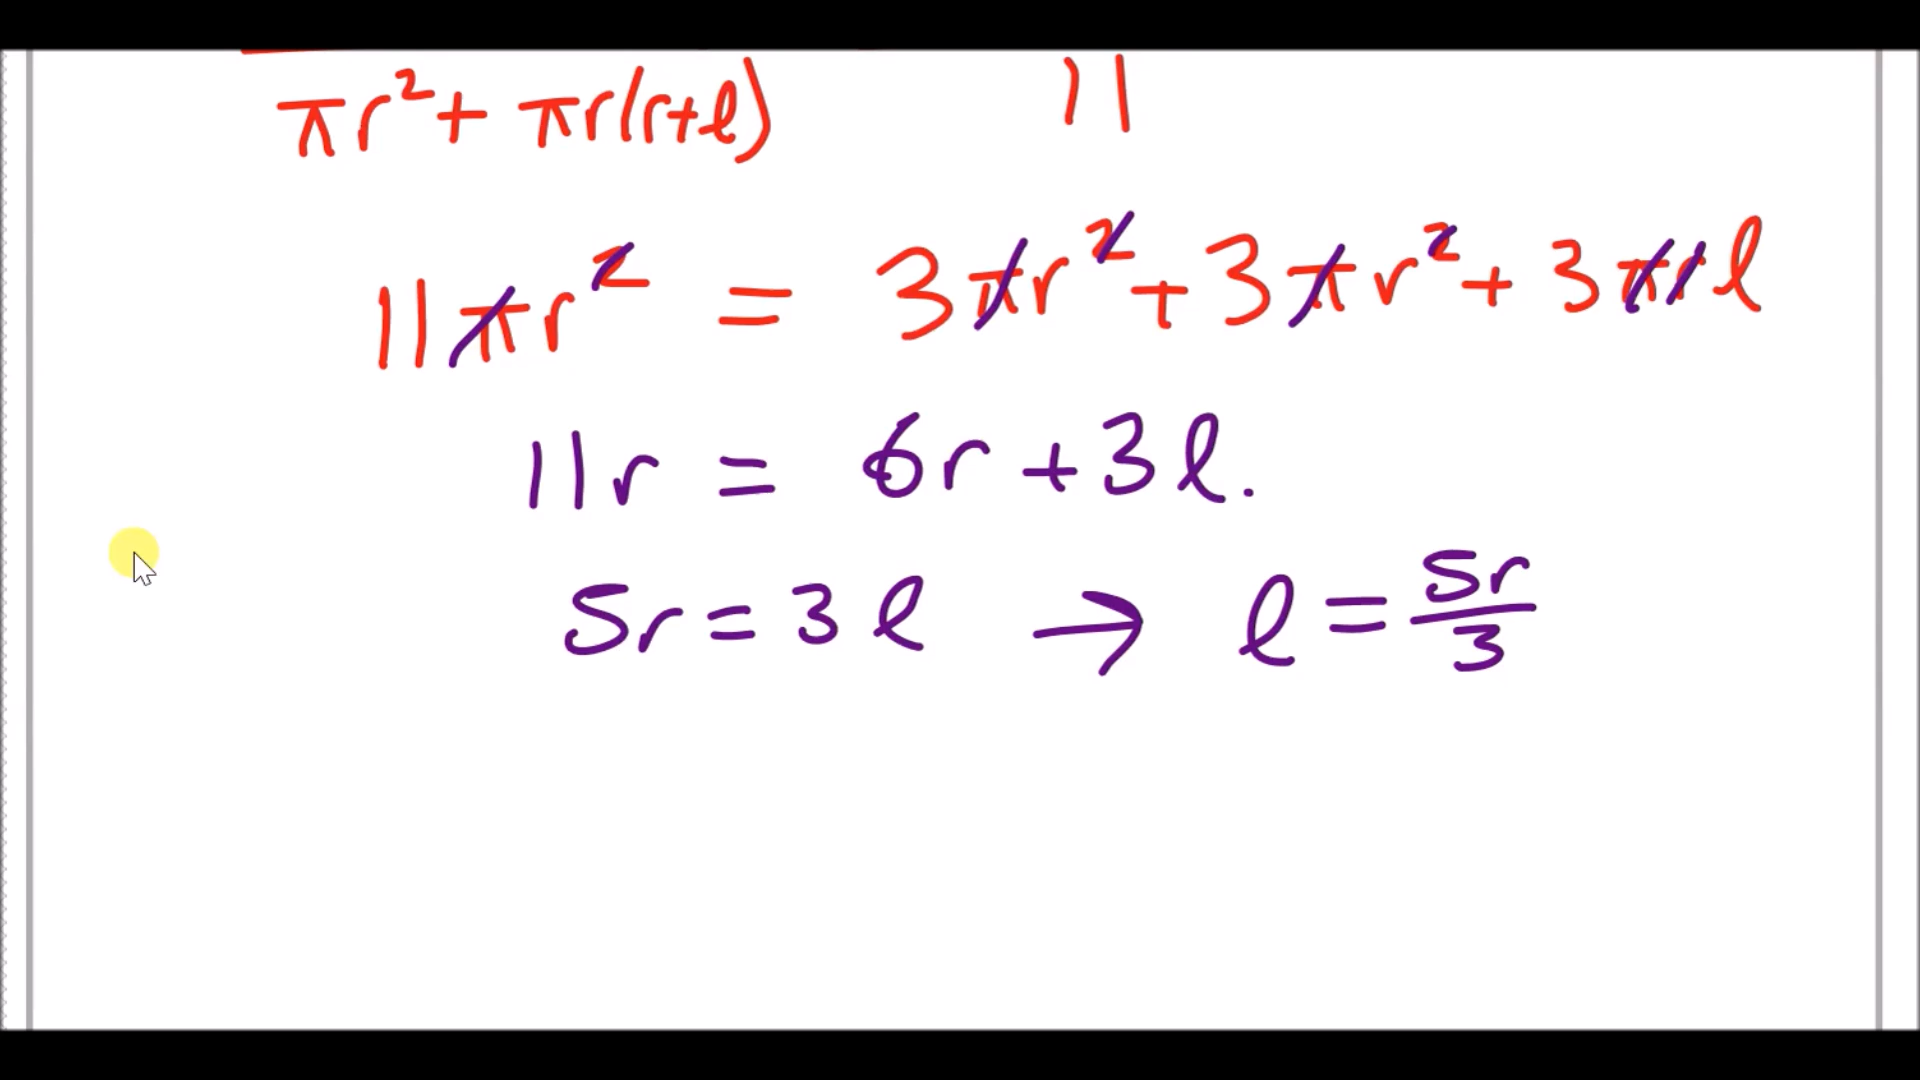 πr² + πr(r+l) 11
11πr² = 3πr² + 3πr² + 3πrl
11r = 6r + 3l.
5r = 3l → l = 5r/3